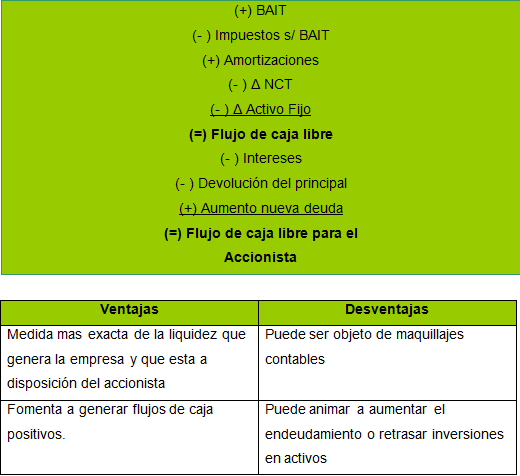 (+) BAIT
(- ) Impuestos s/ BAIT
(+) Amortizaciones
(- ) Δ NCT
(- ) Δ Activo Fijo
(=) Flujo de caja libre
(- ) Intereses
(- ) Devolución del principal
(+) Aumento nueva deuda
(=) Flujo de caja libre para el
Accionista
Ventajas
Desventajas
Medida mas exacta de la liquidez que
genera la empresa y que esta a
disposición del accionista
Puede ser objeto de maquillajes
contables
Fomenta a generar flujos de caja
positivos.
Puede animar a aumentar el
endeudamiento o retrasar inversiones
en activos